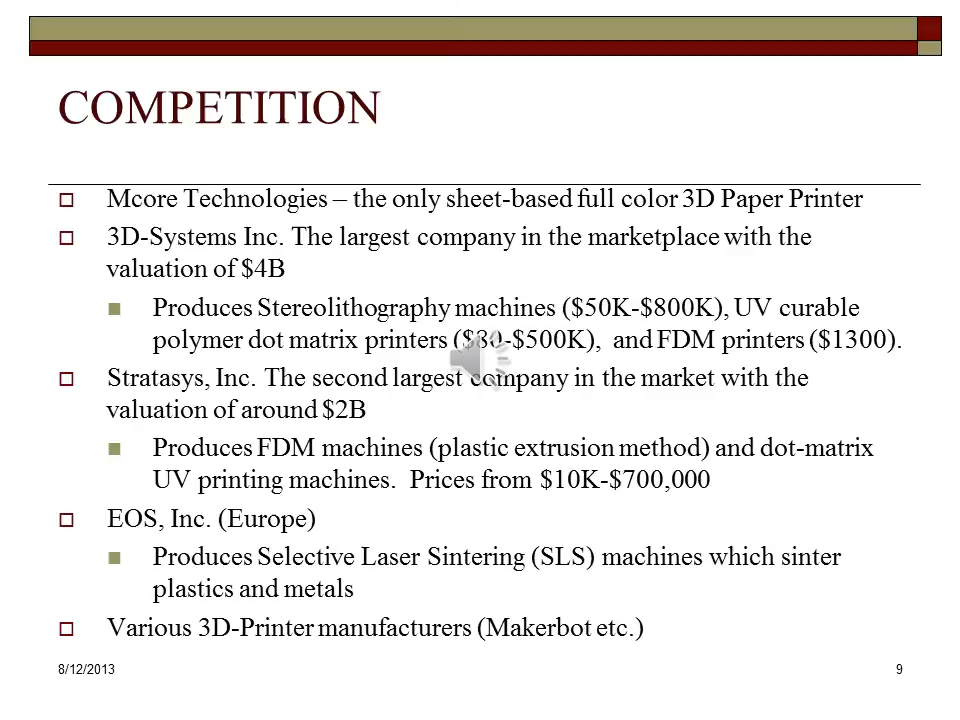 COMPETITION
Mcore Technologies – the only sheet-based full color 3D Paper Printer
3D-Systems Inc. The largest company in the marketplace with the
valuation of $4B
Produces Stereolithography machines ($50K-$800K), UV curable
polymer dot matrix printers ($80-$500K), and FDM printers ($1300).
Stratasys, Inc. The second largest company in the market with the
valuation of around $2B
Produces FDM machines (plastic extrusion method) and dot-matrix
UV printing machines. Prices from $10K-$700,000
EOS, Inc. (Europe)
Produces Selective Laser Sintering (SLS) machines which sinter
plastics and metals
Various 3D-Printer manufacturers (Makerbot etc.)
8/12/2013
9